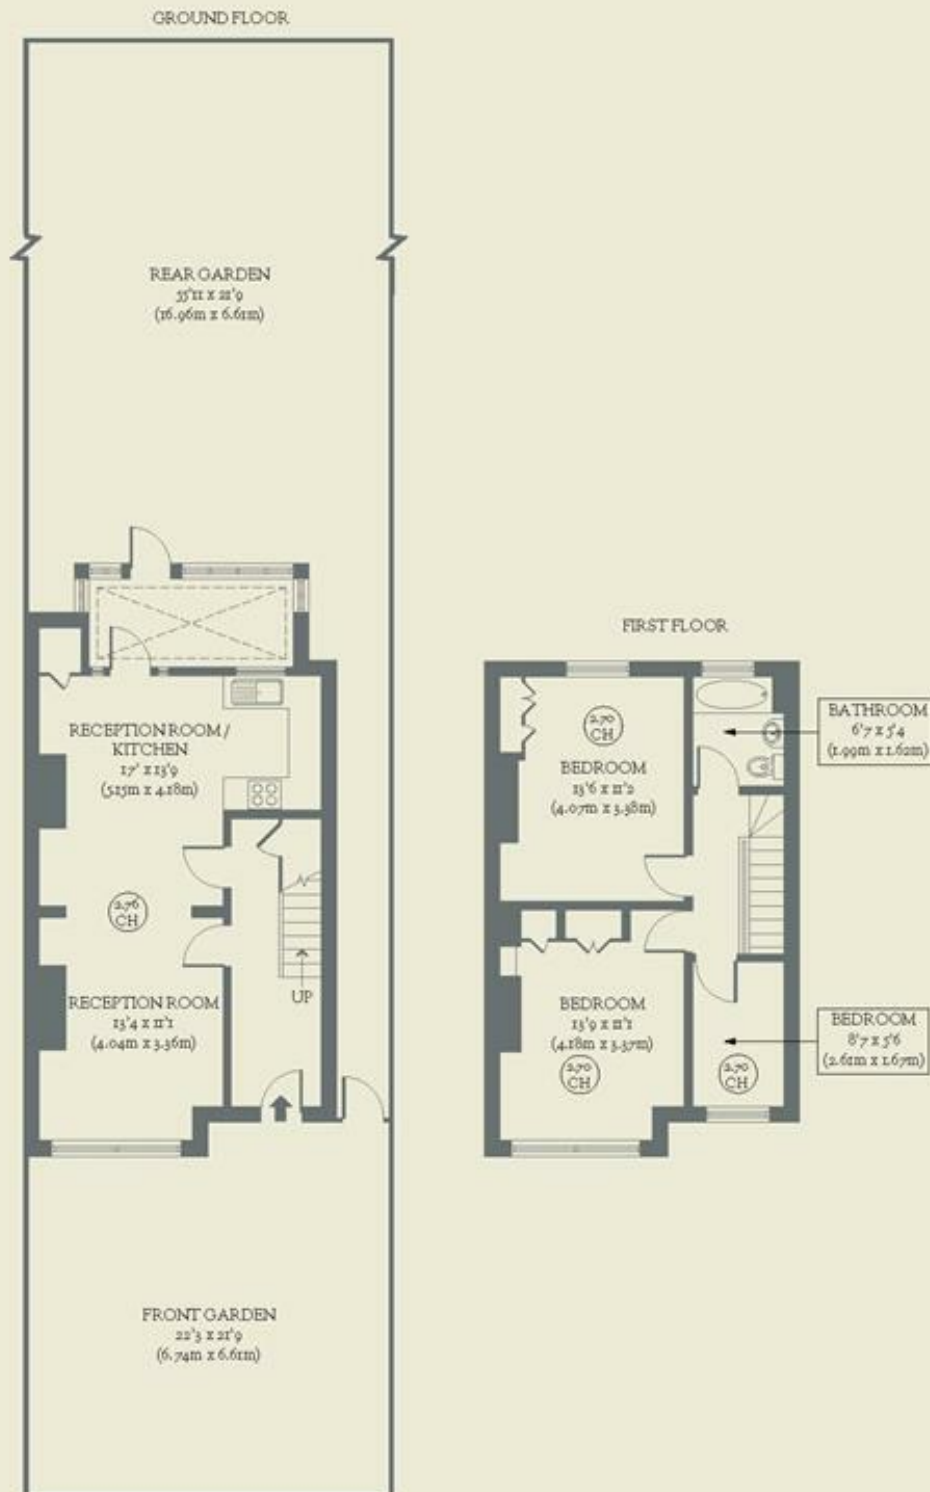 GROUND FLOOR
REAR GARDEN
55'11 x 21'9
(16.96m x 6.61m)
RECEPTION ROOM /
KITCHEN
17' x 13'9
(5.15m x 4.18m)
2.76
CH
RECEPTION ROOM
13'4 x 11'1
(4.04m x 3.36m)
UP
FRONT GARDEN
22'3 x 21'9
(6.74m x 6.61m)
FIRST FLOOR
2.70
CH
BEDROOM
13'6 x 11'2
(4.07m x 3.38m)
BATHROOM
6'7 x 5'4
(1.99m x 1.62m)
BEDROOM
13'9 x 11'1
(4.18m x 3.37m)
2.70
CH
BEDROOM
8'7 x 5'6
(2.61m x 1.67m)
2.70
CH